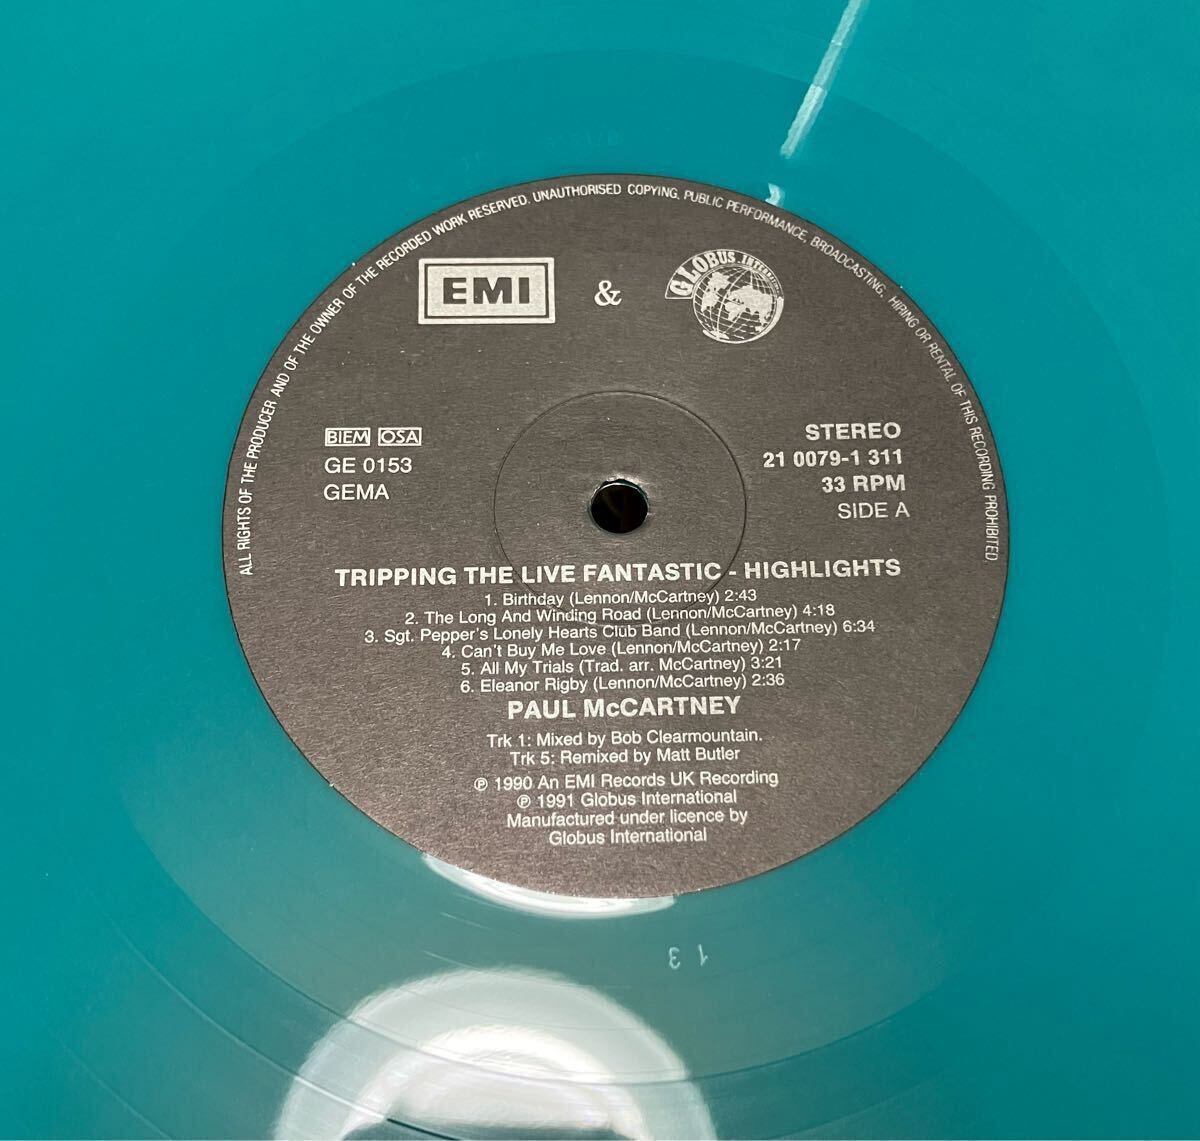 ALL RIGHTS OF THE PRODUCER AND OF THE OWNER OF THE RECORDED WORK RESERVED. UNAUTHORISED COPYING, PUBLIC PERFORMANCE, BROADCASTING, HIRING OR RENTAL OF THIS RECORDING PROHIBITED.
EMI & GLOBUS INTERNATIONAL
BIEM OSA
GE 0153
GEMA
STEREO
21 0079-1 311
33 RPM
SIDE A
TRIPPING THE LIVE FANTASTIC - HIGHLIGHTS
1. Birthday (Lennon/McCartney) 2:43
2. The Long And Winding Road (Lennon/McCartney) 4:18
3. Sgt. Pepper's Lonely Hearts Club Band (Lennon/McCartney) 6:34
4. Can't Buy Me Love (Lennon/McCartney) 2:17
5. All My Trials (Trad. arr. McCartney) 3:21
6. Eleanor Rigby (Lennon/McCartney) 2:36
PAUL McCARTNEY
Trk 1: Mixed by Bob Clearmountain.
Trk 5: Remixed by Matt Butler
℗ 1990 An EMI Records UK Recording
℗ 1991 Globus International
Manufactured under licence by
Globus International
1 3